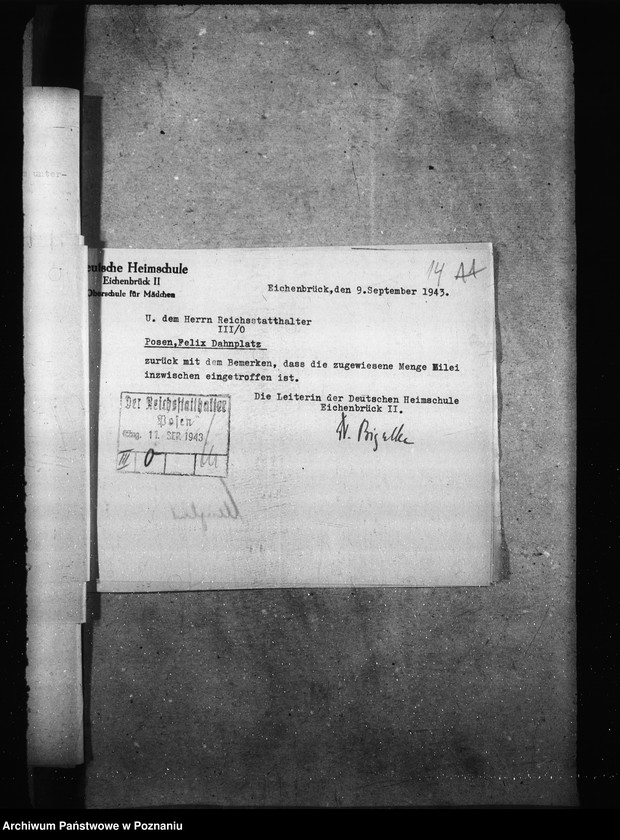 unter-
14 44
eutsche Heimschule
Eichenbrück II
Oberschule für Mädchen
Eichenbrück,den 9.September 1943.
U. dem Herrn Reichsstatthalter
III/O
Posen,Felix Dahnplatz
zurück mit dem Bemerken, dass die zugewiesene Menge Milei
inzwischen eingetroffen ist.
Die Leiterin der Deutschen Heimschule
Eichenbrück II.
Der Reichsstatthalter
Posen
Eing. 11. SEP. 1943
III O
Archiwum Państwowe w Poznaniu